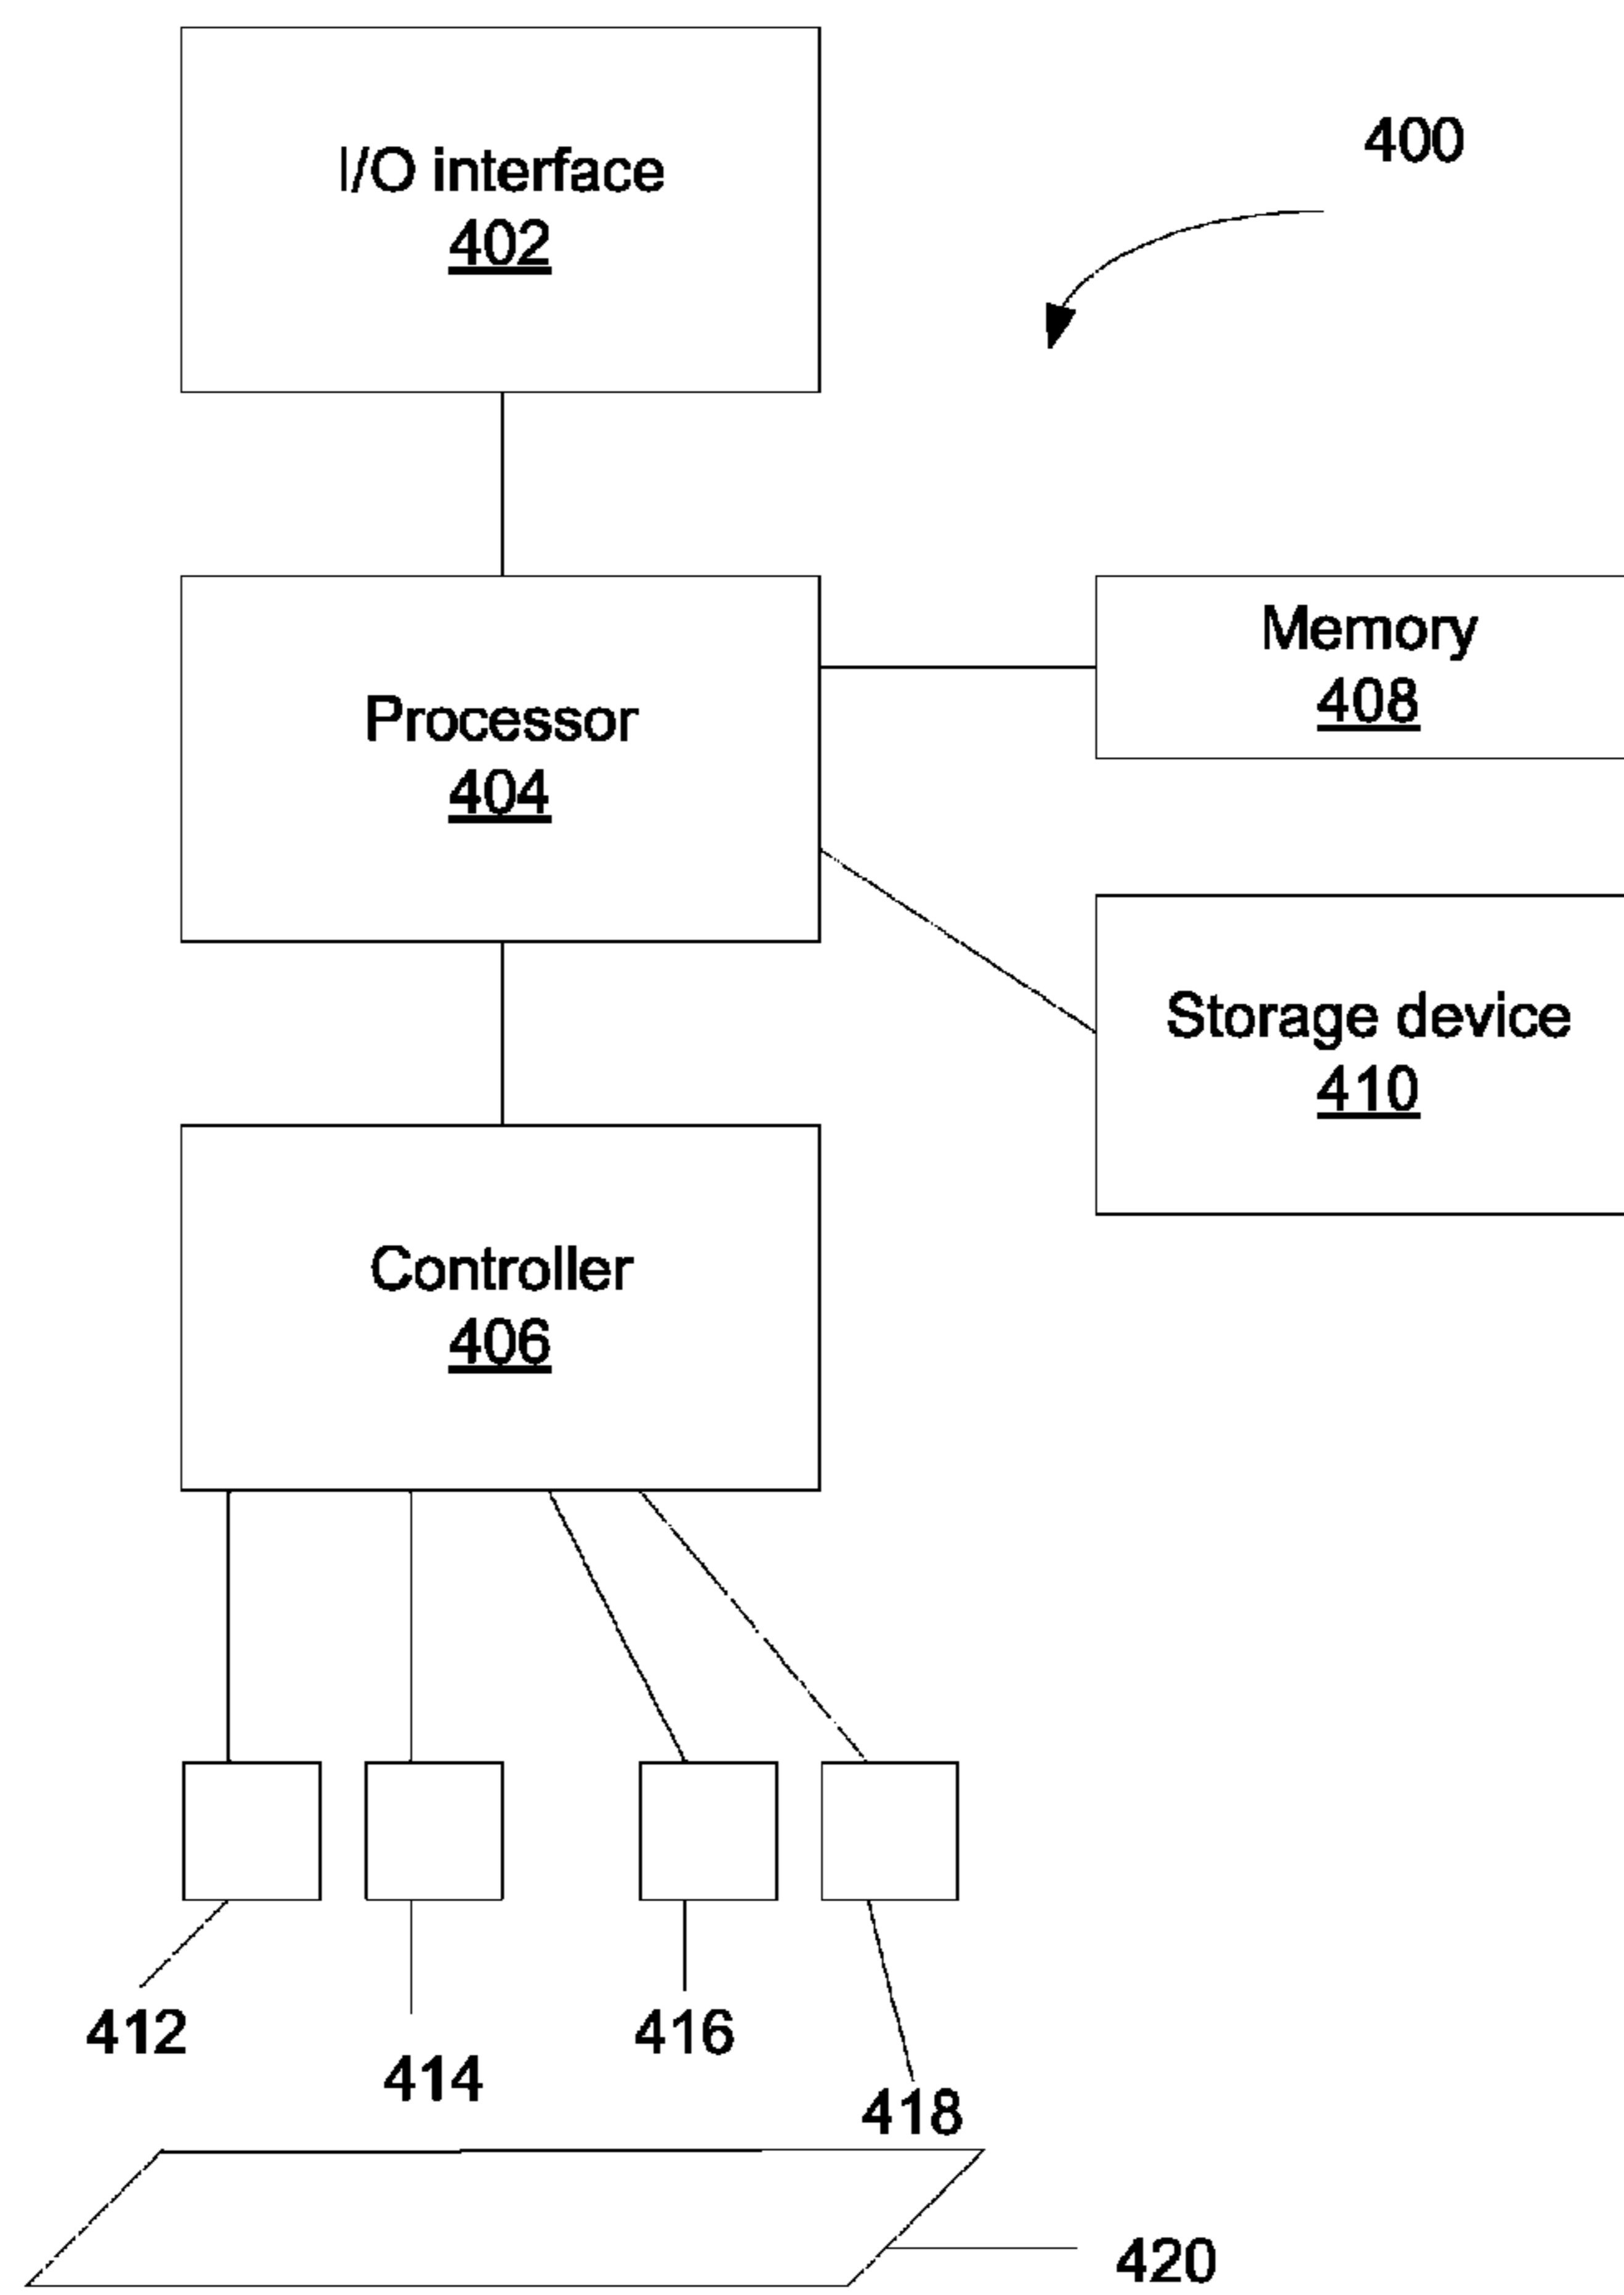 I/O interface
402
400
Processor
404
Memory
408
Storage device
410
Controller
406
412
414
416
418
420